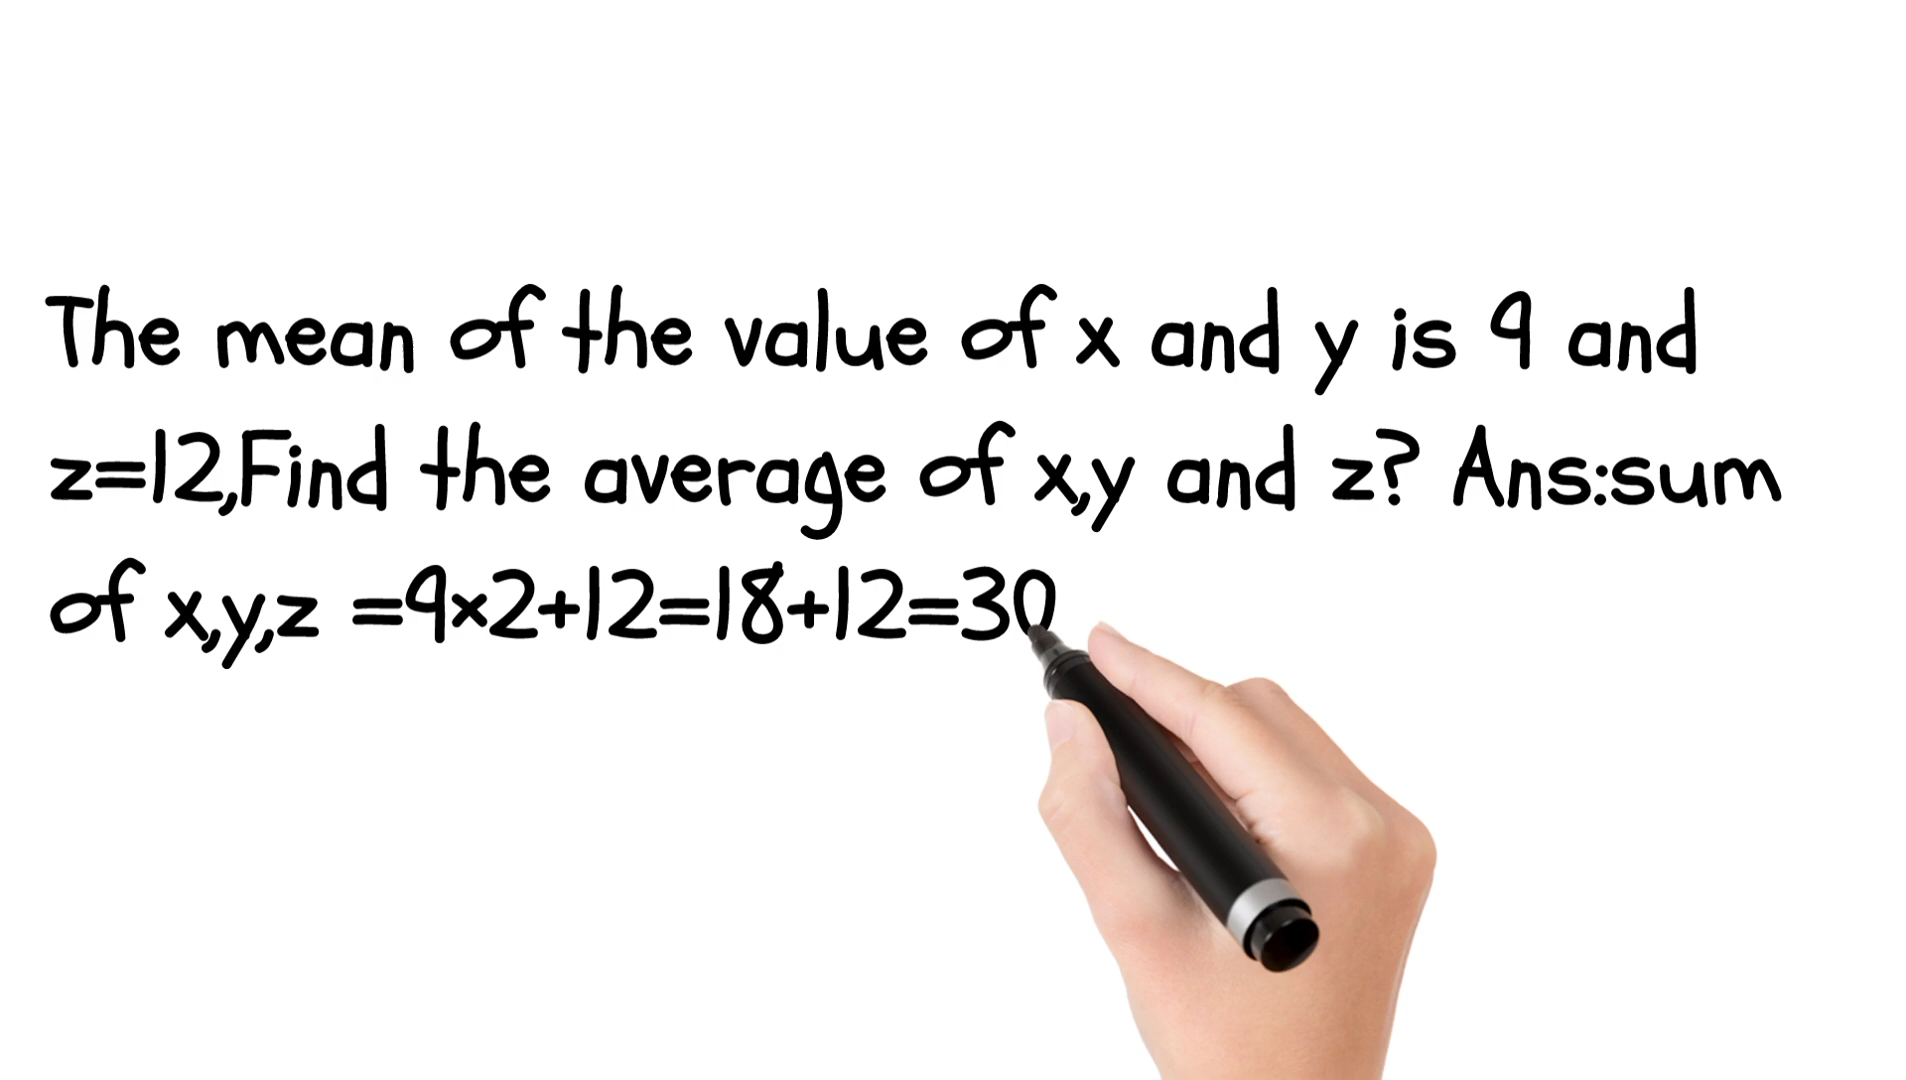 The mean of the value of x and y is 9 and
z=12,Find the average of x,y and z? Ans:sum
of x,y,z =9×2+12=18+12=30